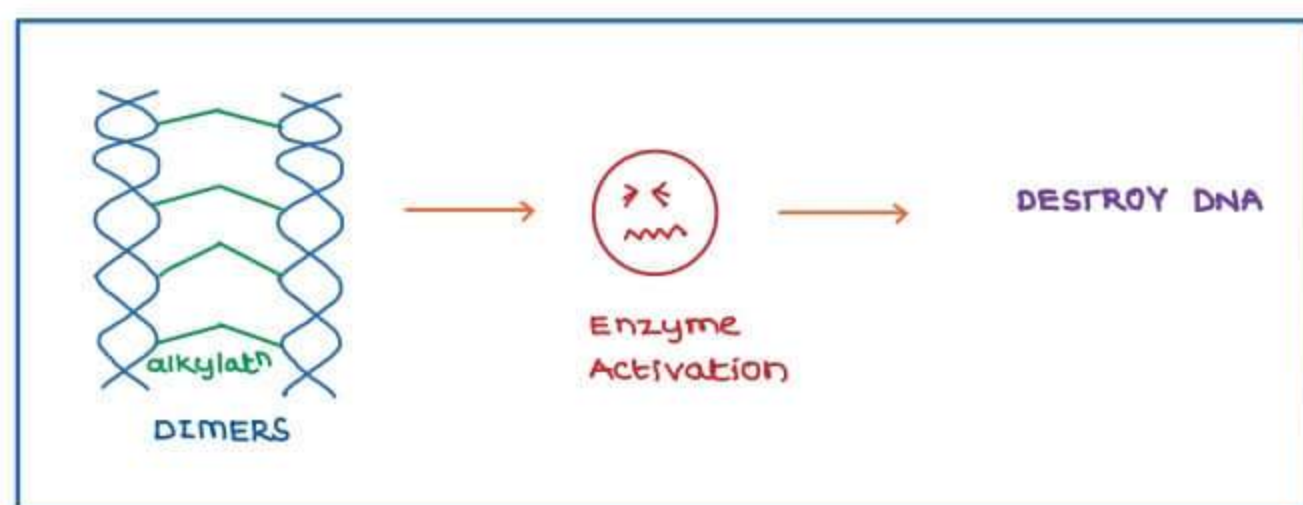 alkylatⁿ
DIMERS
Enzyme
Activation
DESTROY DNA